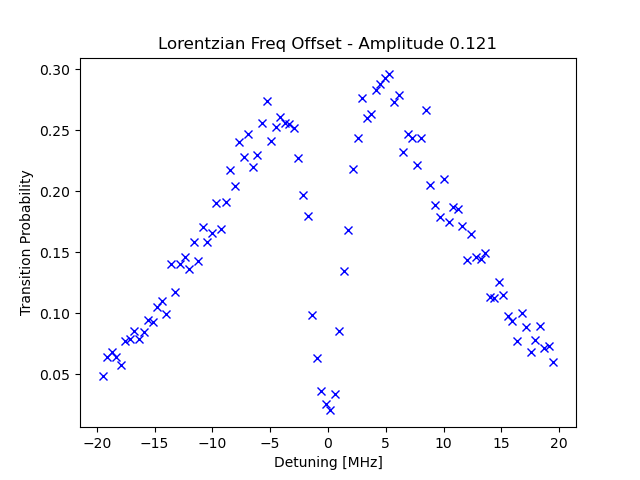 Lorentzian Freq Offset - Amplitude 0.121
0.30
0.25
0.20
0.15
0.10
0.05
Transition Probability
−20 −15 −10 −5 0 5 10 15 20
Detuning [MHz]